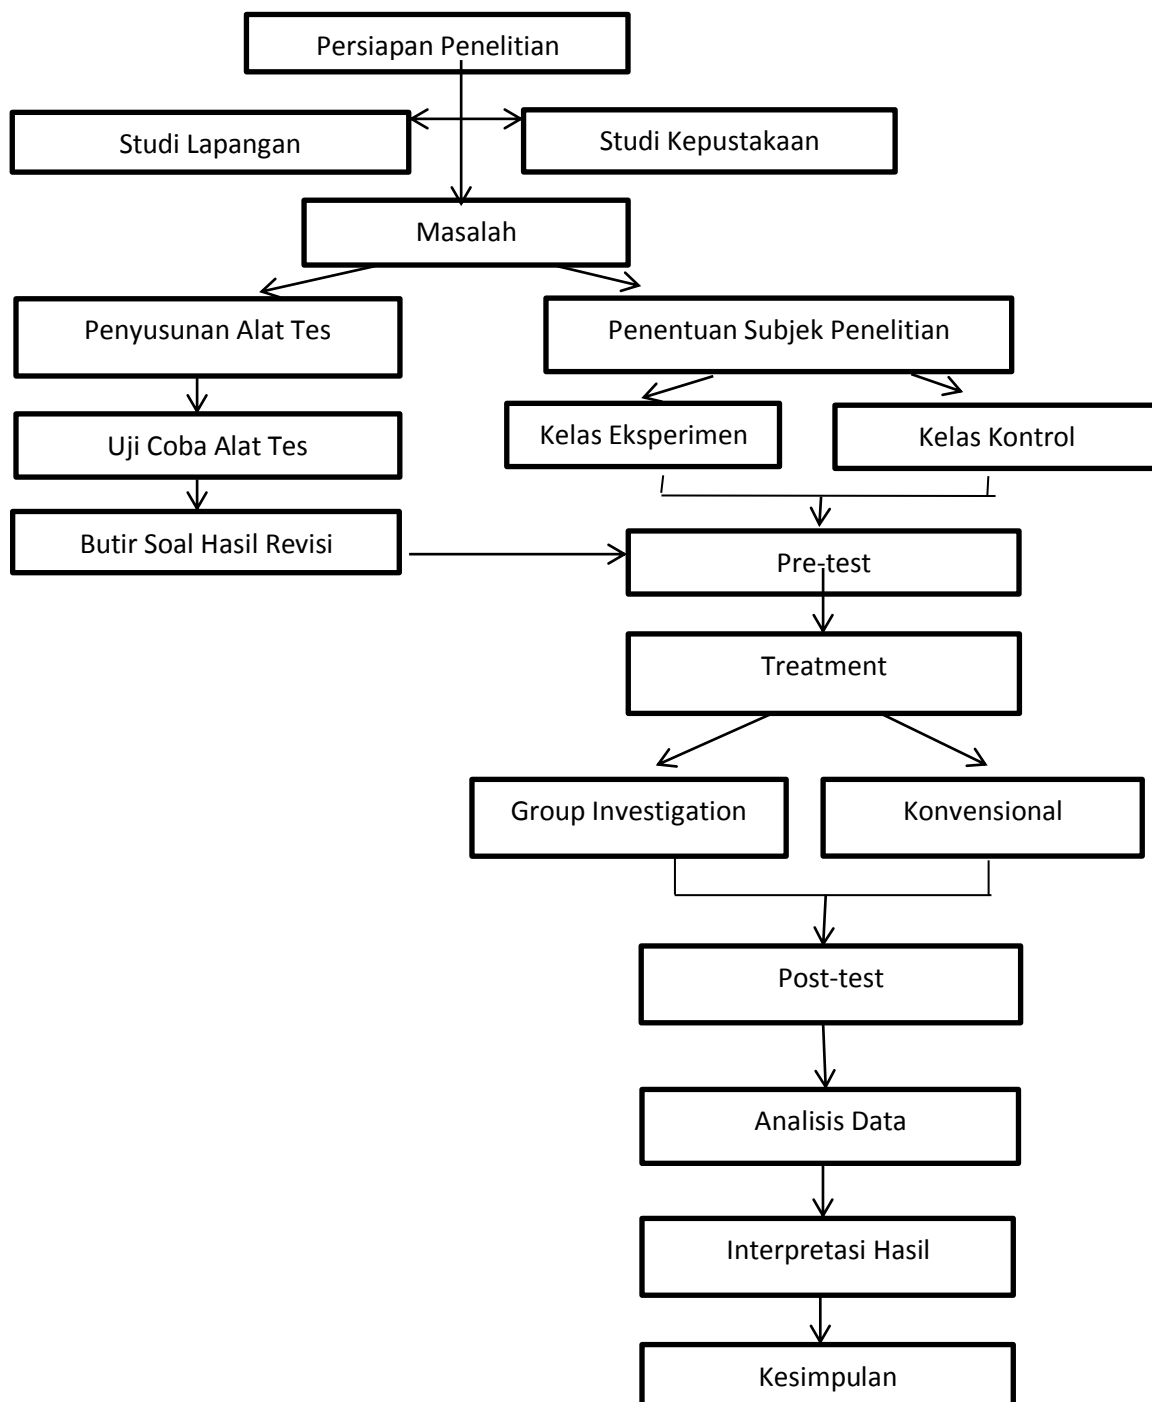 Persiapan Penelitian
Studi Lapangan
Studi Kepustakaan
Masalah
Penyusunan Alat Tes
Penentuan Subjek Penelitian
Uji Coba Alat Tes
Kelas Eksperimen
Kelas Kontrol
Butir Soal Hasil Revisi
Pre-test
Treatment
Group Investigation
Konvensional
Post-test
Analisis Data
Interpretasi Hasil
Kesimpulan